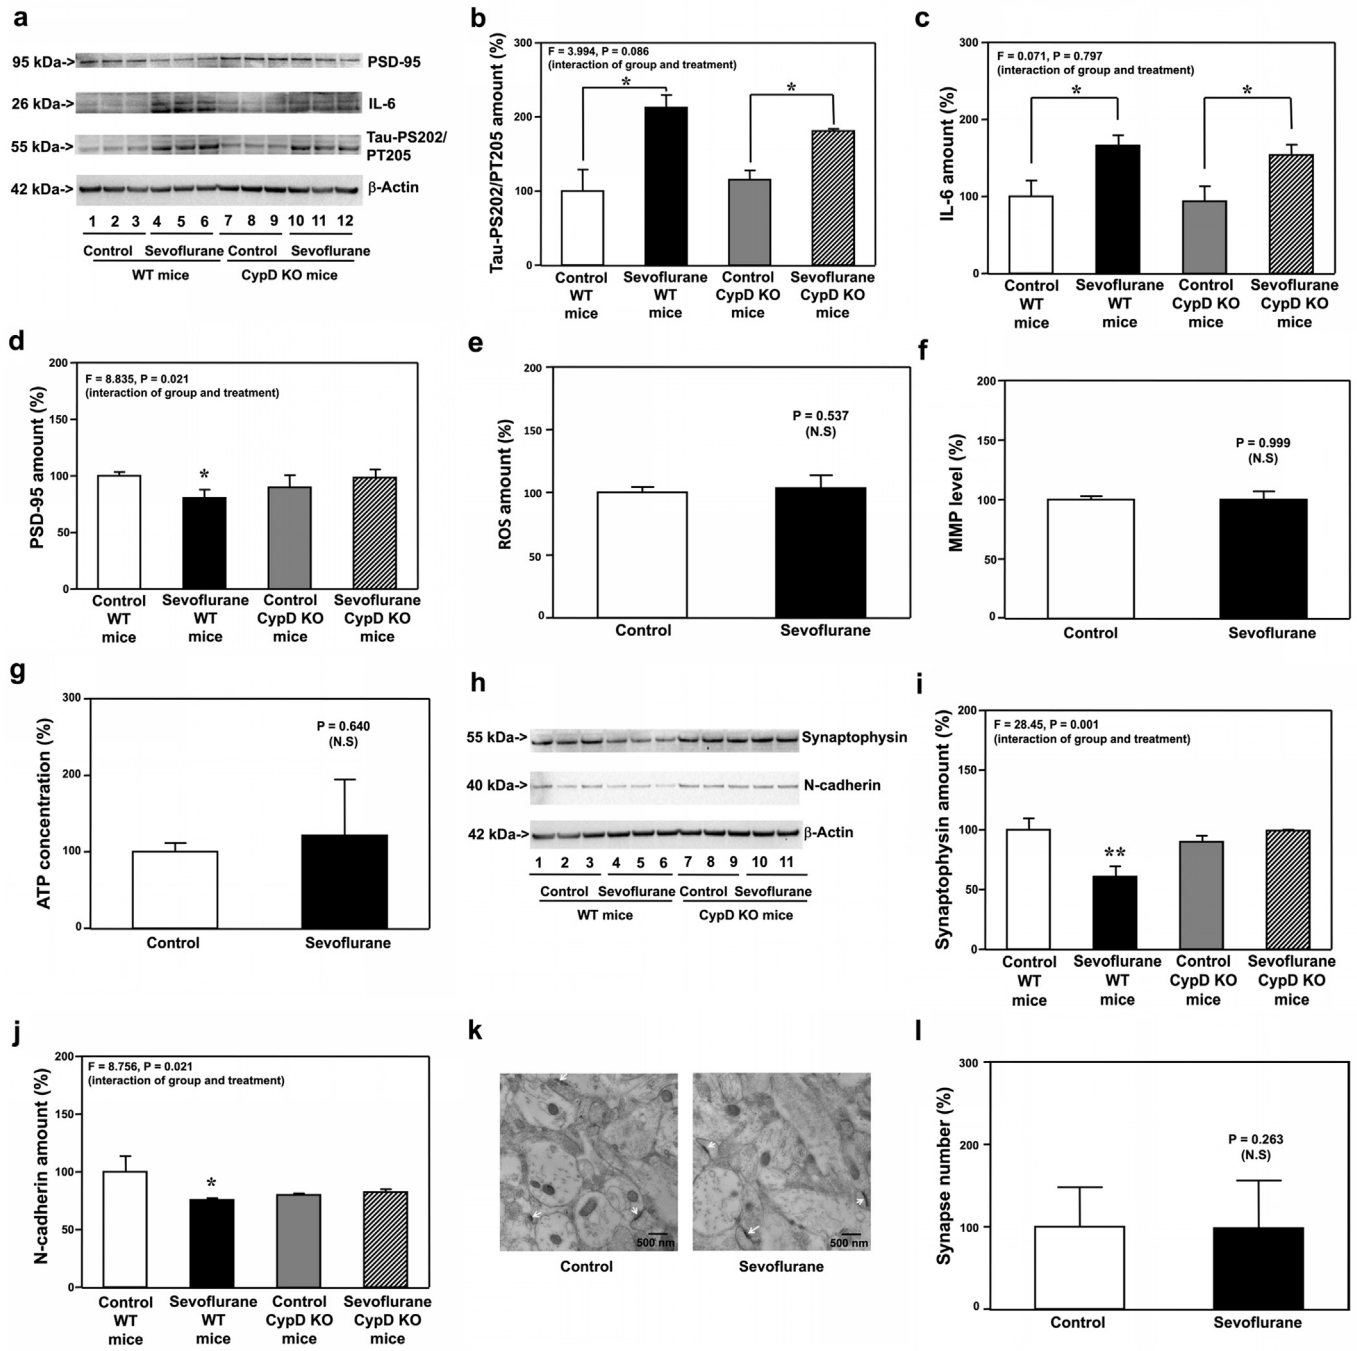 a
95 kDa->
PSD-95
26 kDa->
IL-6
55 kDa->
Tau-PS202/
PT205
42 kDa->
β-Actin
1 2 3 4 5 6 7 8 9 10 11 12
Control Sevoflurane Control Sevoflurane
WT mice CypD KO mice
b
Tau-PS202/PT205 amount (%)
300
200
100
0
F = 3.994, P = 0.086
(interaction of group and treatment)
* *
Control Sevoflurane Control Sevoflurane
WT WT CypD KO CypD KO
mice mice mice mice
c
IL-6 amount (%)
300
200
100
0
F = 0.071, P = 0.797
(interaction of group and treatment)
* *
Control Sevoflurane Control Sevoflurane
WT WT CypD KO CypD KO
mice mice mice mice
d
PSD-95 amount (%)
200
150
100
50
0
F = 8.835, P = 0.021
(interaction of group and treatment)
*
Control Sevoflurane Control Sevoflurane
WT WT CypD KO CypD KO
mice mice mice mice
e
ROS amount (%)
200
150
100
50
0
P = 0.537
(N.S)
Control Sevoflurane
f
MMP level (%)
200
150
100
50
0
P = 0.999
(N.S)
Control Sevoflurane
g
ATP concentration (%)
300
200
100
0
P = 0.640
(N.S)
Control Sevoflurane
h
55 kDa->
Synaptophysin
40 kDa->
N-cadherin
42 kDa->
β-Actin
1 2 3 4 5 6 7 8 9 10 11
Control Sevoflurane Control Sevoflurane
WT mice CypD KO mice
i
Synaptophysin amount (%)
200
150
100
50
0
F = 28.45, P = 0.001
(interaction of group and treatment)
**
Control Sevoflurane Control Sevoflurane
WT WT CypD KO CypD KO
mice mice mice mice
j
N-cadherin amount (%)
200
150
100
50
0
F = 8.756, P = 0.021
(interaction of group and treatment)
*
Control Sevoflurane Control Sevoflurane
WT WT CypD KO CypD KO
mice mice mice mice
k
500 nm
500 nm
Control Sevoflurane
l
Synapse number (%)
300
200
100
0
P = 0.263
(N.S)
Control Sevoflurane